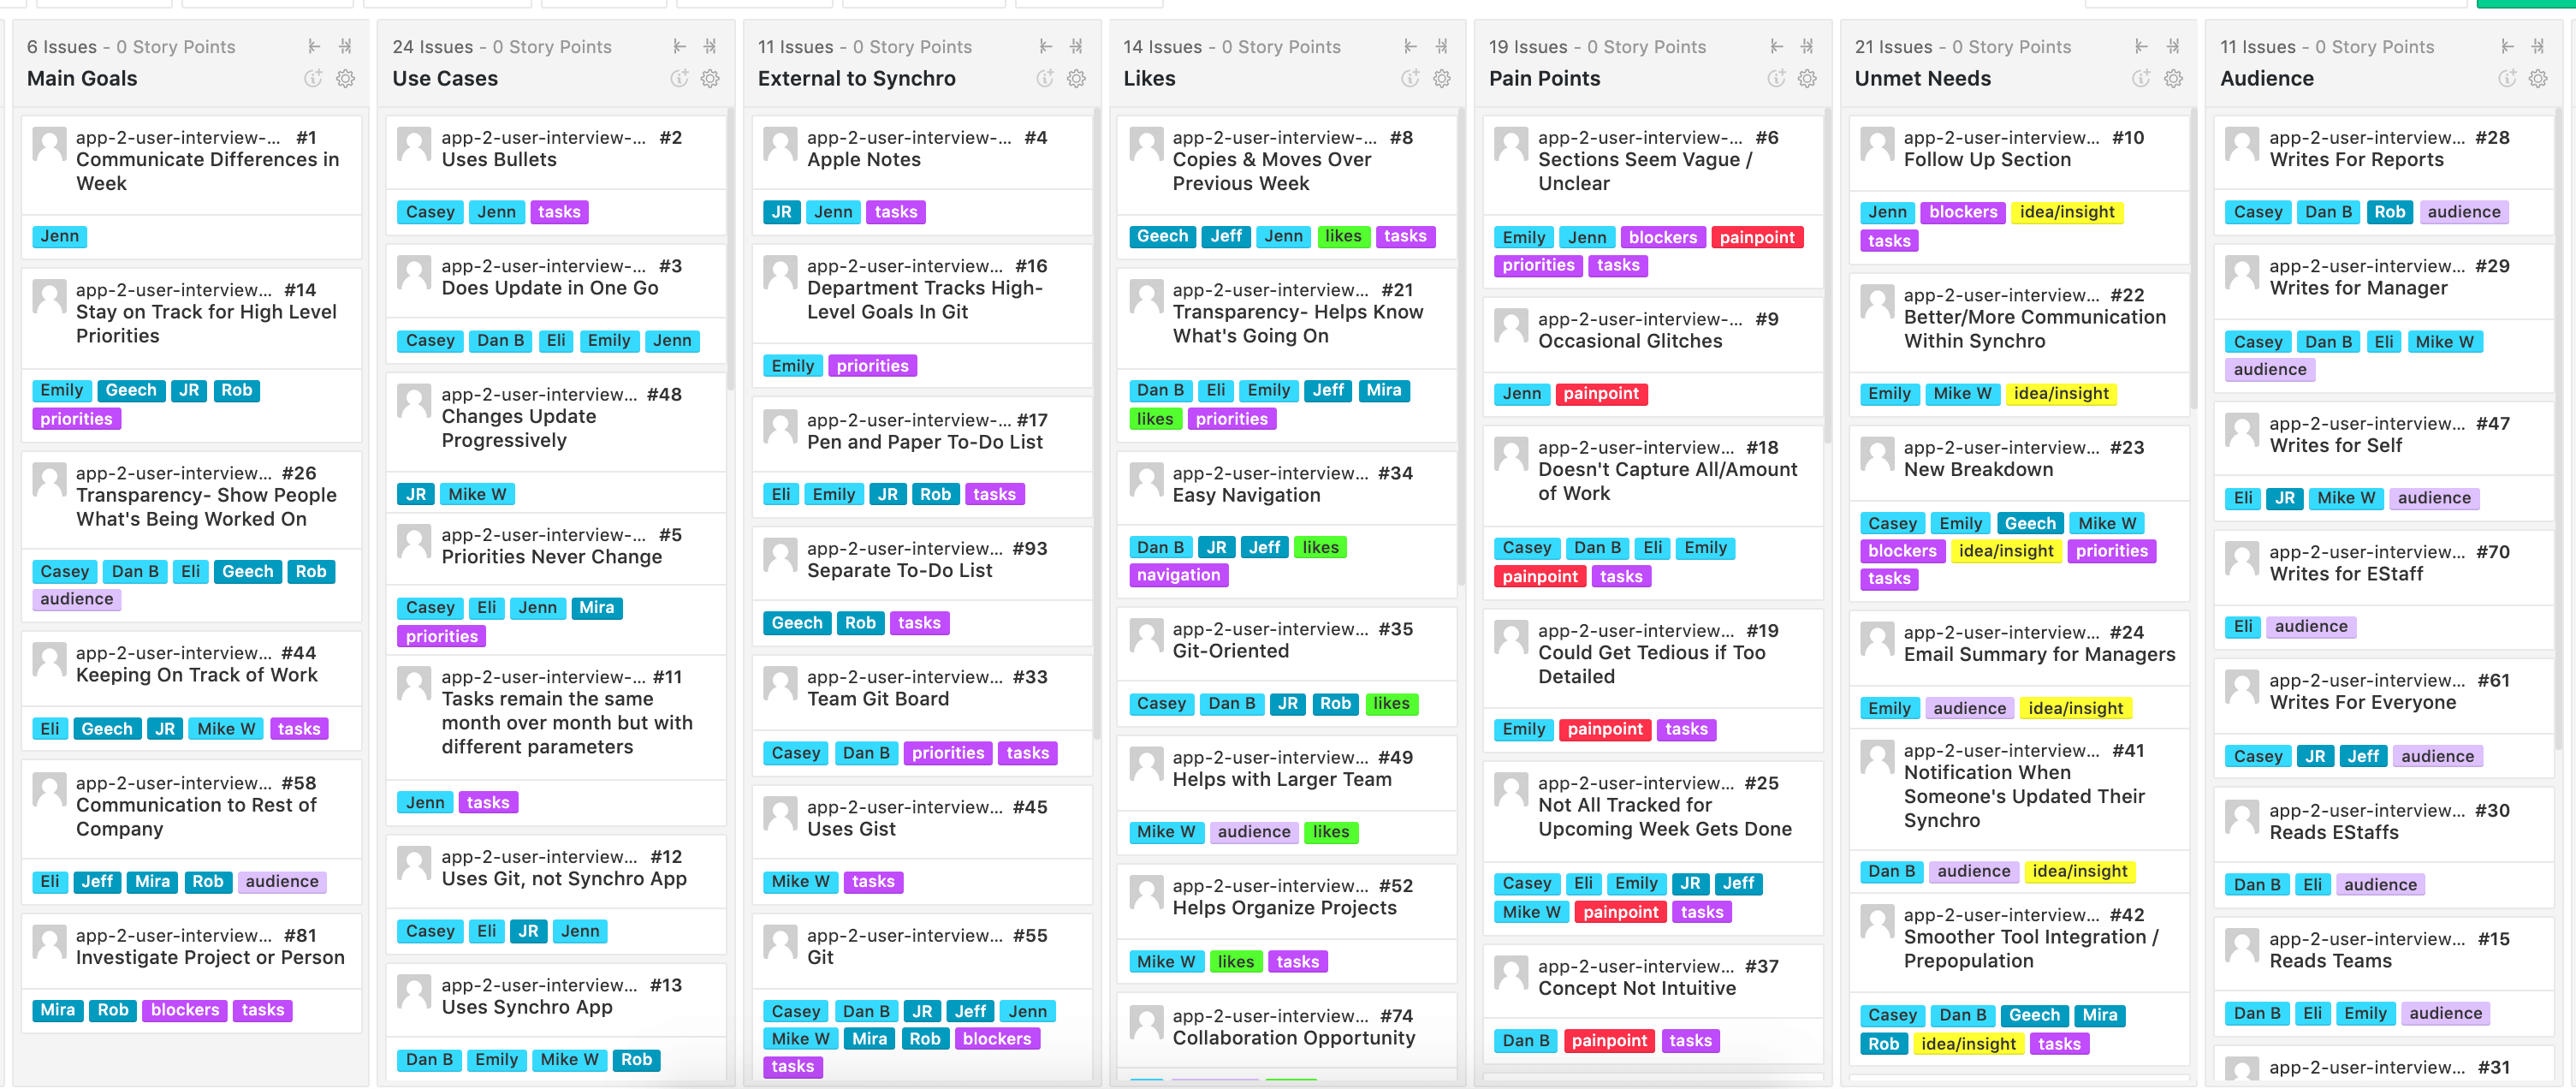 6 Issues - 0 Story Points
Main Goals
app-2-user-interview-... #1
Communicate Differences in
Week
Jenn
app-2-user-interview... #14
Stay on Track for High Level
Priorities
Emily Geech JR Rob
priorities
app-2-user-interview... #26
Transparency- Show People
What's Being Worked On
Casey Dan B Eli Geech Rob
audience
app-2-user-interview... #44
Keeping On Track of Work
Eli Geech JR Mike W tasks
app-2-user-interview... #58
Communication to Rest of
Company
Eli Jeff Mira Rob audience
app-2-user-interview... #81
Investigate Project or Person
Mira Rob blockers tasks
24 Issues - 0 Story Points
Use Cases
app-2-user-interview-... #2
Uses Bullets
Casey Jenn tasks
app-2-user-interview-... #3
Does Update in One Go
Casey Dan B Eli Emily Jenn
app-2-user-interview... #48
Changes Update
Progressively
JR Mike W
app-2-user-interview-... #5
Priorities Never Change
Casey Eli Jenn Mira
priorities
app-2-user-interview-... #11
Tasks remain the same
month over month but with
different parameters
Jenn tasks
app-2-user-interview... #12
Uses Git, not Synchro App
Casey Eli JR Jenn
app-2-user-interview... #13
Uses Synchro App
Dan B Emily Mike W Rob
11 Issues - 0 Story Points
External to Synchro
app-2-user-interview-... #4
Apple Notes
JR Jenn tasks
app-2-user-interview... #16
Department Tracks High-
Level Goals In Git
Emily priorities
app-2-user-interview-... #17
Pen and Paper To-Do List
Eli Emily JR Rob tasks
app-2-user-interview... #93
Separate To-Do List
Geech Rob tasks
app-2-user-interview... #33
Team Git Board
Casey Dan B priorities tasks
app-2-user-interview... #45
Uses Gist
Mike W tasks
app-2-user-interview... #55
Git
Casey Dan B JR Jeff Jenn
Mike W Mira Rob blockers
tasks
14 Issues - 0 Story Points
Likes
app-2-user-interview-... #8
Copies & Moves Over
Previous Week
Geech Jeff Jenn likes tasks
app-2-user-interview... #21
Transparency- Helps Know
What's Going On
Dan B Eli Emily Jeff Mira
likes priorities
app-2-user-interview... #34
Easy Navigation
Dan B JR Jeff likes
navigation
app-2-user-interview... #35
Git-Oriented
Casey Dan B JR Rob likes
app-2-user-interview... #49
Helps with Larger Team
Mike W audience likes
app-2-user-interview... #52
Helps Organize Projects
Mike W likes tasks
app-2-user-interview... #74
Collaboration Opportunity
19 Issues - 0 Story Points
Pain Points
app-2-user-interview-... #6
Sections Seem Vague /
Unclear
Emily Jenn blockers painpoint
priorities tasks
app-2-user-interview-... #9
Occasional Glitches
Jenn painpoint
app-2-user-interview... #18
Doesn't Capture All/Amount
of Work
Casey Dan B Eli Emily
painpoint tasks
app-2-user-interview... #19
Could Get Tedious if Too
Detailed
Emily painpoint tasks
app-2-user-interview... #25
Not All Tracked for
Upcoming Week Gets Done
Casey Eli Emily JR Jeff
Mike W painpoint tasks
app-2-user-interview... #37
Concept Not Intuitive
Dan B painpoint tasks
21 Issues - 0 Story Points
Unmet Needs
app-2-user-interview... #10
Follow Up Section
Jenn blockers idea/insight
tasks
app-2-user-interview... #22
Better/More Communication
Within Synchro
Emily Mike W idea/insight
app-2-user-interview... #23
New Breakdown
Casey Emily Geech Mike W
blockers idea/insight priorities
tasks
app-2-user-interview... #24
Email Summary for Managers
Emily audience idea/insight
app-2-user-interview... #41
Notification When
Someone's Updated Their
Synchro
Dan B audience idea/insight
app-2-user-interview... #42
Smoother Tool Integration /
Prepopulation
Casey Dan B Geech Mira
Rob idea/insight tasks
11 Issues - 0 Story Points
Audience
app-2-user-interview... #28
Writes For Reports
Casey Dan B Rob audience
app-2-user-interview... #29
Writes for Manager
Casey Dan B Eli Mike W
audience
app-2-user-interview... #47
Writes for Self
Eli JR Mike W audience
app-2-user-interview... #70
Writes for EStaff
Eli audience
app-2-user-interview... #61
Writes For Everyone
Casey JR Jeff audience
app-2-user-interview... #30
Reads EStaffs
Dan B Eli audience
app-2-user-interview... #15
Reads Teams
Dan B Eli Emily audience
app-2-user-interview... #31